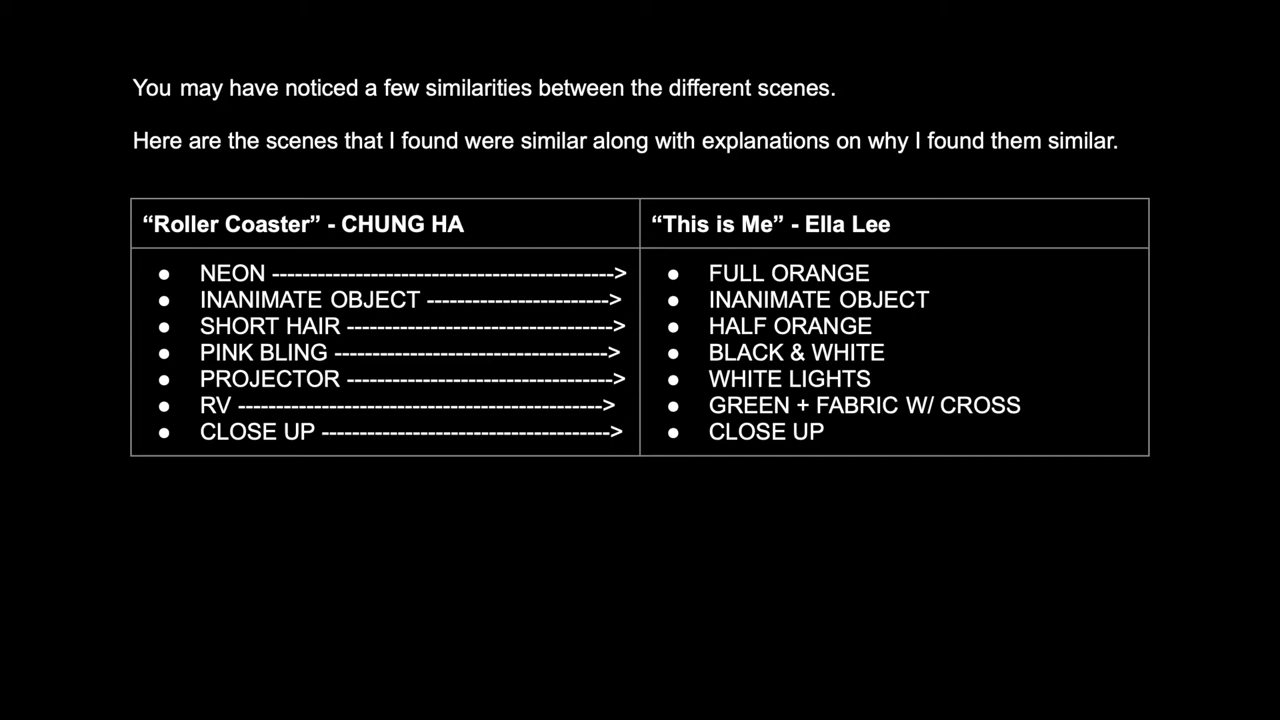 You may have noticed a few similarities between the different scenes.
Here are the scenes that I found were similar along with explanations on why I found them similar.
“Roller Coaster” - CHUNG HA
“This is Me” - Ella Lee
● NEON --------------------------------------------->
● INANIMATE OBJECT ------------------------>
● SHORT HAIR ----------------------------------->
● PINK BLING ------------------------------------>
● PROJECTOR ----------------------------------->
● RV ------------------------------------------------>
● CLOSE UP -------------------------------------->
● FULL ORANGE
● INANIMATE OBJECT
● HALF ORANGE
● BLACK & WHITE
● WHITE LIGHTS
● GREEN + FABRIC W/ CROSS
● CLOSE UP